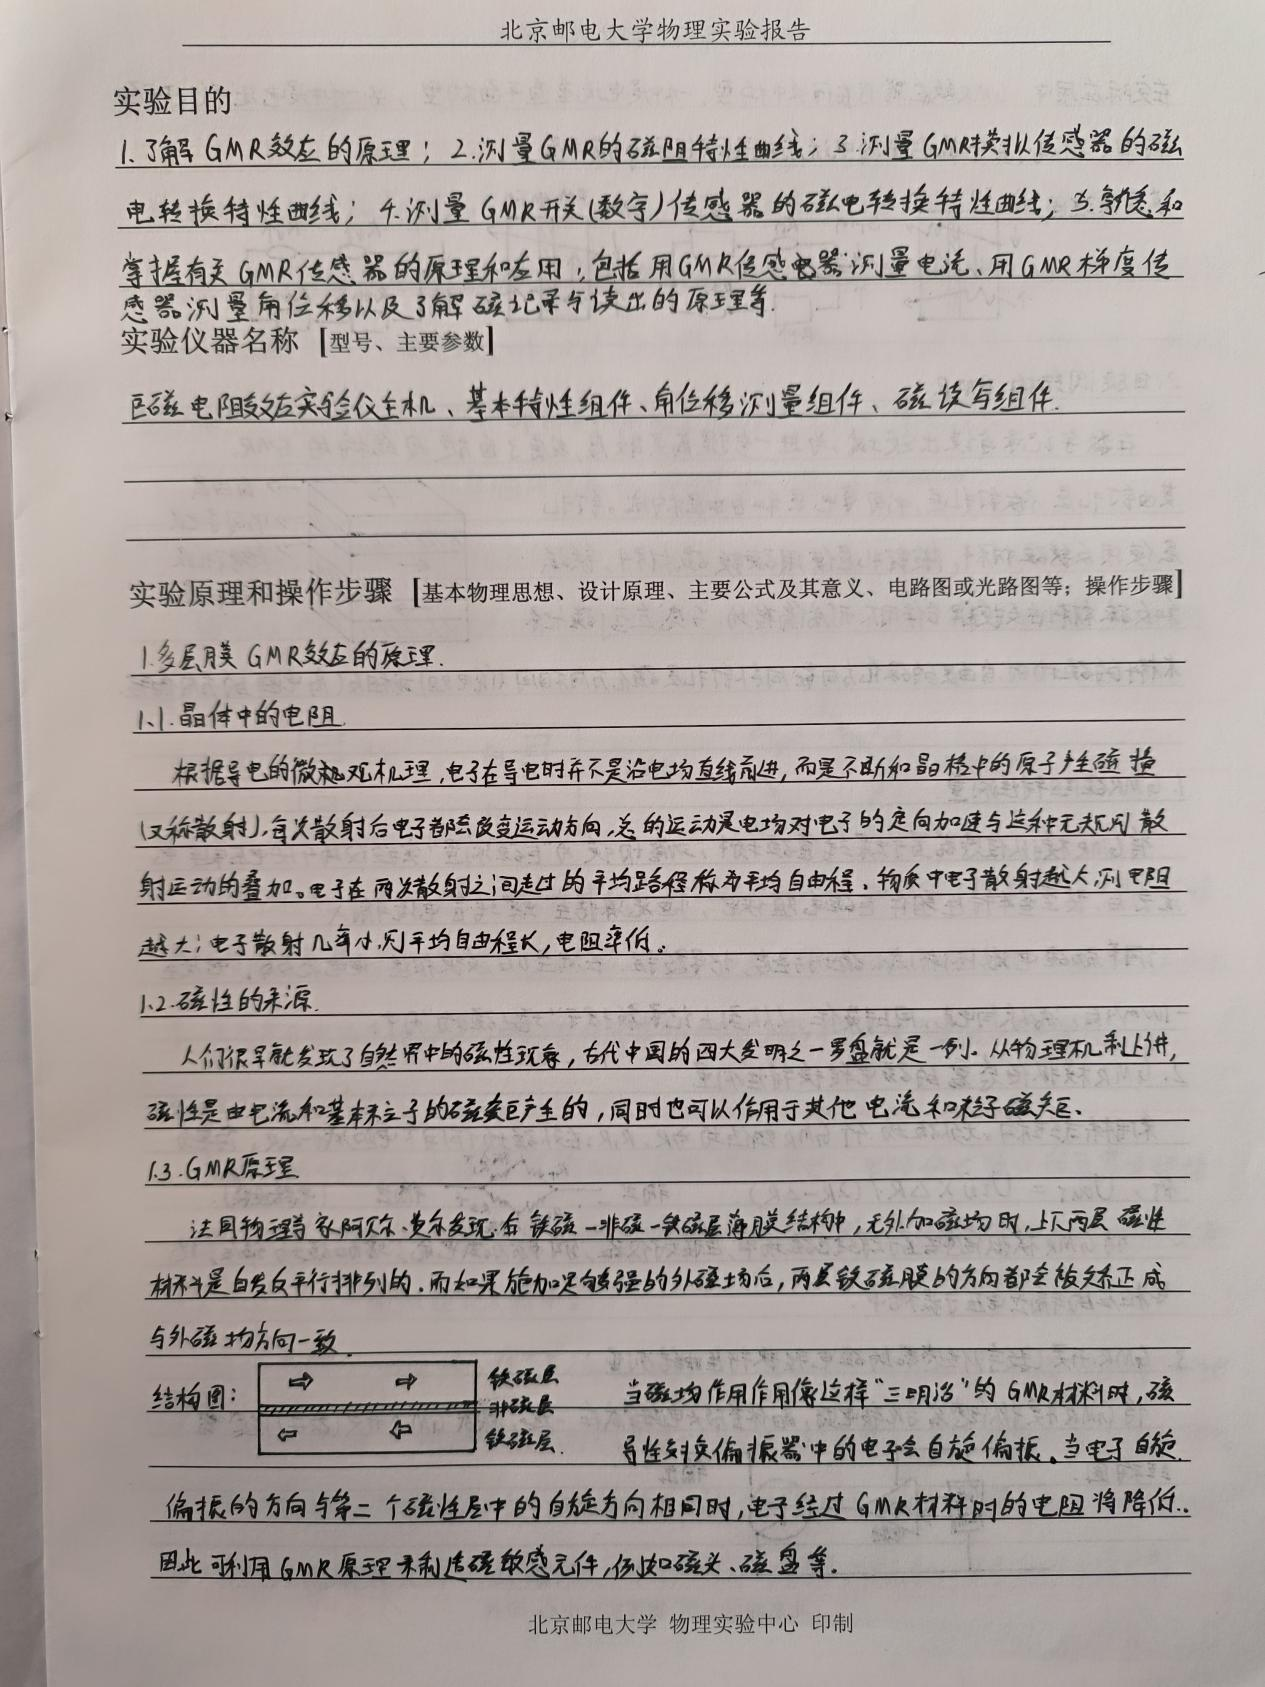 北京邮电大学物理实验报告
实验目的
1.了解GMR效应的原理；2.测量GMR的磁阻特性曲线；3.测量GMR模拟传感器的磁
电转换特性曲线；4.测量GMR开关(数字)传感器的磁电转换特性曲线；5.学习和
掌握有关GMR传感器的原理和应用，包括用GMR传感器测量电流、用GMR梯度传
感器测量角位移以及了解磁记录与读出的原理等.
实验仪器名称 [型号、主要参数]
巨磁电阻效应实验仪主机、基本特性组件、角位移测量组件、磁读写组件.
实验原理和操作步骤 [基本物理思想、设计原理、主要公式及其意义、电路图或光路图等；操作步骤]
1.多层膜GMR效应的原理.
1.1.晶体中的电阻.
根据导电的微观机理，电子在导电时并不是沿电场直线前进，而是不断和晶格中的原子产生碰撞
(又称散射)，每次散射后电子都会改变运动方向，总的运动是电场对电子的定向加速与这种无规则散
射运动的叠加。电子在两次散射之间走过的平均路程称为平均自由程，物质中电子散射越大，则电阻
越大；电子散射几率小，则平均自由程长，电阻率低。
1.2.磁性的来源.
人们很早就发现了自然界中的磁性现象，古代中国的四大发明之一罗盘就是一例.从物理机制上讲，
磁性是由电流和基本粒子的磁矩产生的，同时也可以作用于其他电流和粒子磁矩.
1.3.GMR原理
法国物理学家阿尔贝·费尔发现.在铁磁-非磁-铁磁层薄膜结构中，无外加磁场时，上下两层磁性
材料是自发反平行排列的.而如果施加足够强的外磁场后，两层铁磁膜的方向都会被矫正成
与外磁场方向一致.
结构图：
铁磁层
非磁层
铁磁层.
当磁场作用作用像这样“三明治”的GMR材料时，磁
导性 偏振器中的电子会自旋偏振。当电子自旋
偏振的方向与第二个磁性层中的自旋方向相同时，电子经过GMR材料时的电阻将降低..
因此可利用GMR原理来制造磁敏感元件，例如磁头、磁盘等.
北京邮电大学 物理实验中心 印制